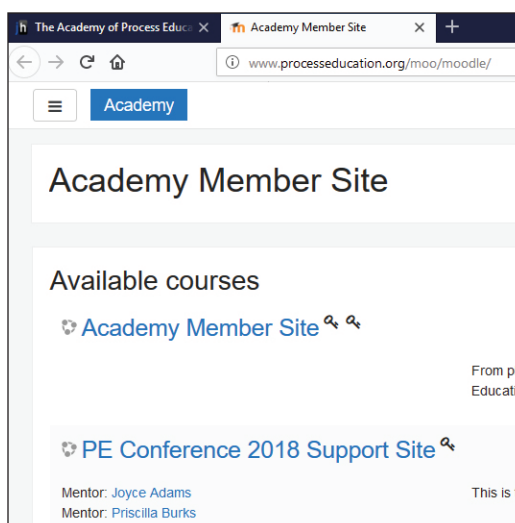 The Academy of Process Educa
Academy Member Site
www.processeducation.org/moo/moodle/
Academy
Academy Member Site
Available courses
Academy Member Site
From p
Educati
PE Conference 2018 Support Site
Mentor: Joyce Adams
This is
Mentor: Priscilla Burks